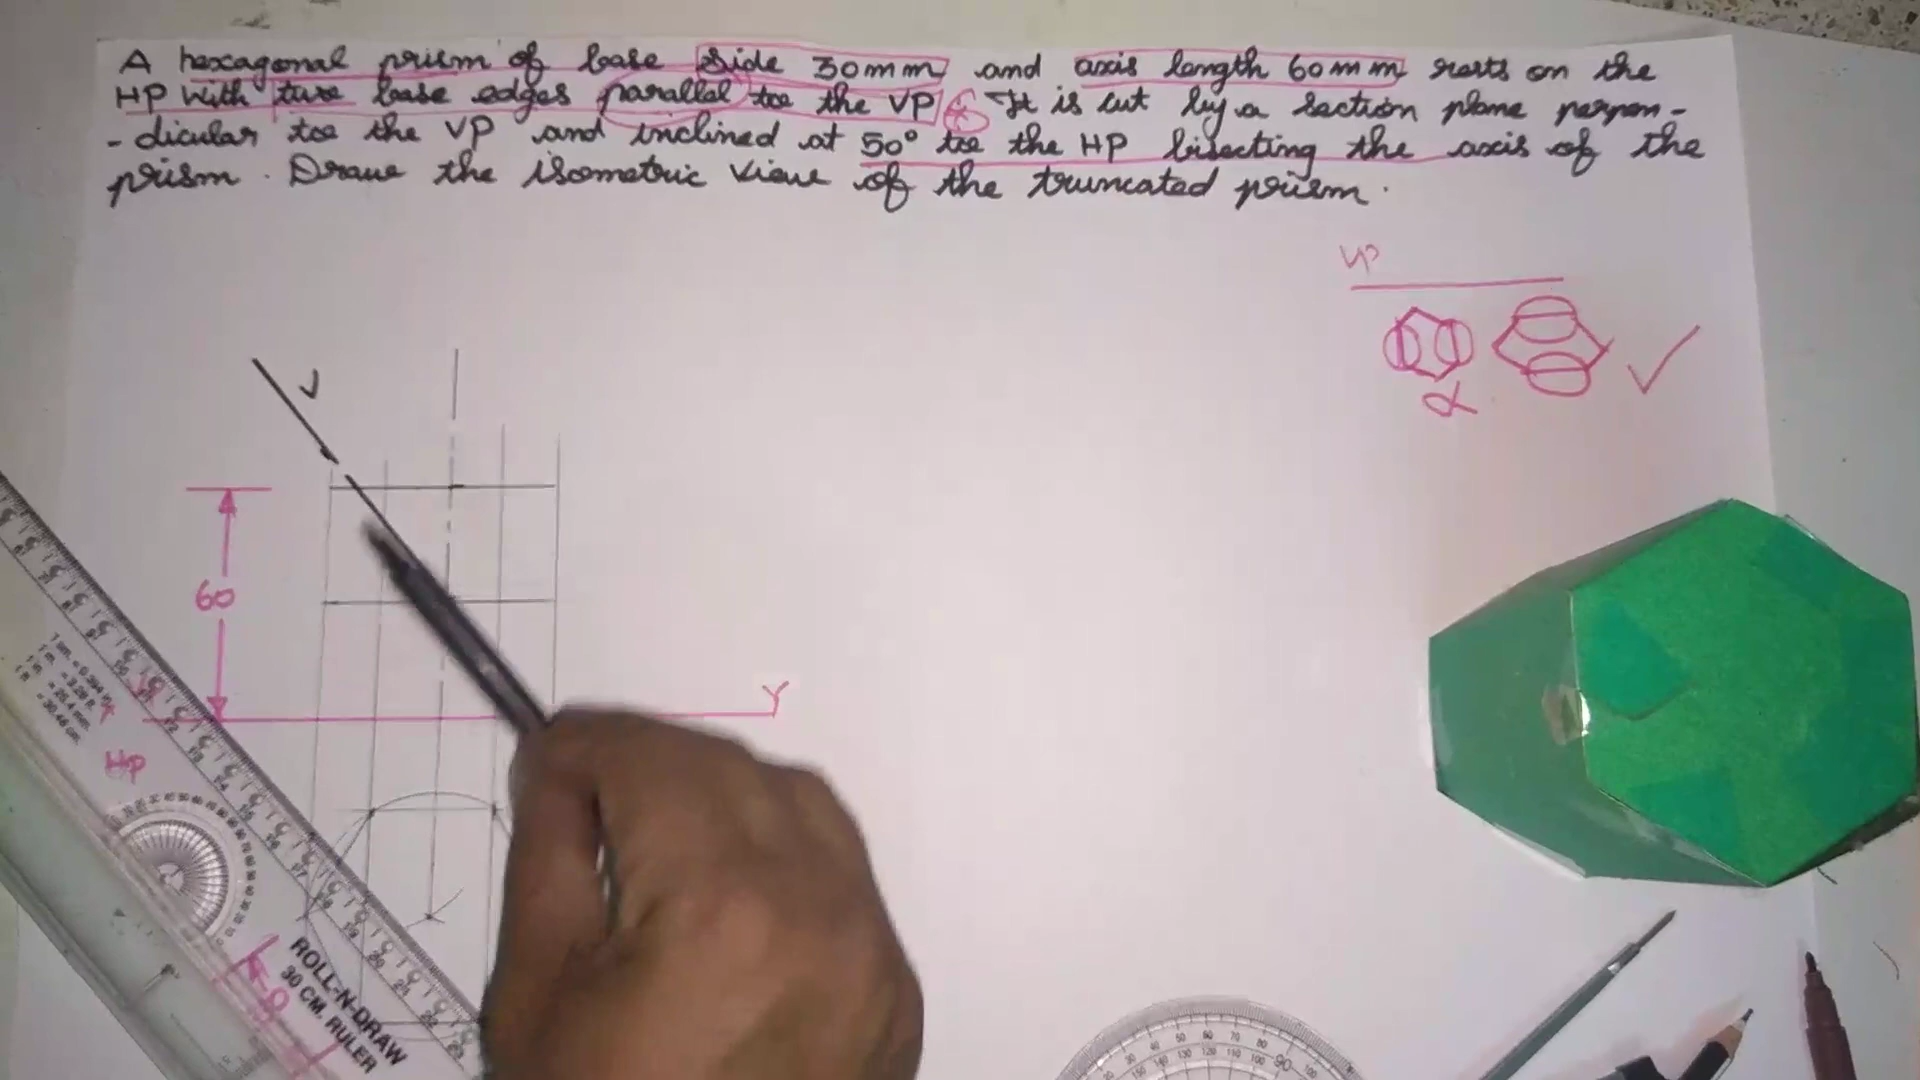 A hexagonal prism of base side 30mm and axis length 60mm rests on the
HP with two base edges parallel to the VP. It is cut by a section plane perpen-
-dicular to the VP and inclined at 50° to the HP bisecting the axis of the
prism. Draw the isometric view of the truncated prism.
VP
60
Y
HP
ROLL-N-DRAW
30 CM. RULER